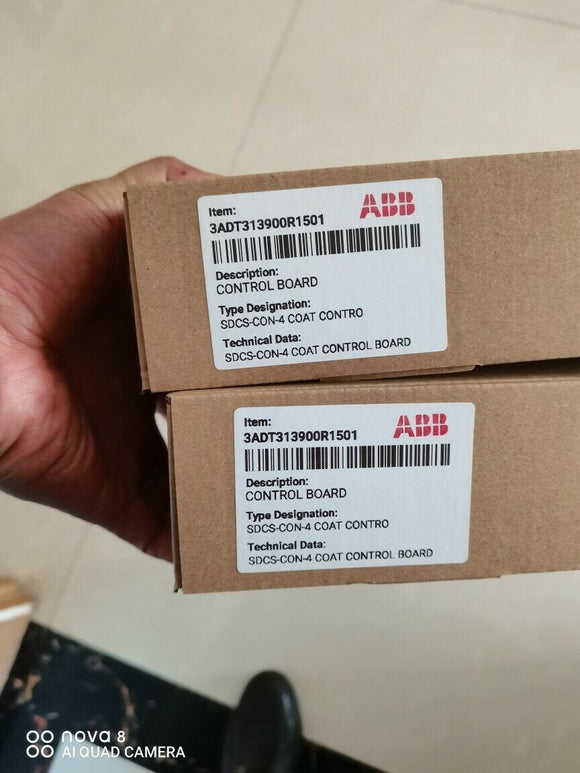 Item:
ABB
3ADT313900R1501
Description:
CONTROL BOARD
Type Designation:
SDCS-CON-4 COAT CONTRO
Technical Data:
SDCS-CON-4 COAT CONTROL BOARD
Item:
ABB
3ADT313900R1501
Description:
CONTROL BOARD
Type Designation:
SDCS-CON-4 COAT CONTRO
Technical Data:
SDCS-CON-4 COAT CONTROL BOARD
nova 8
AI QUAD CAMERA